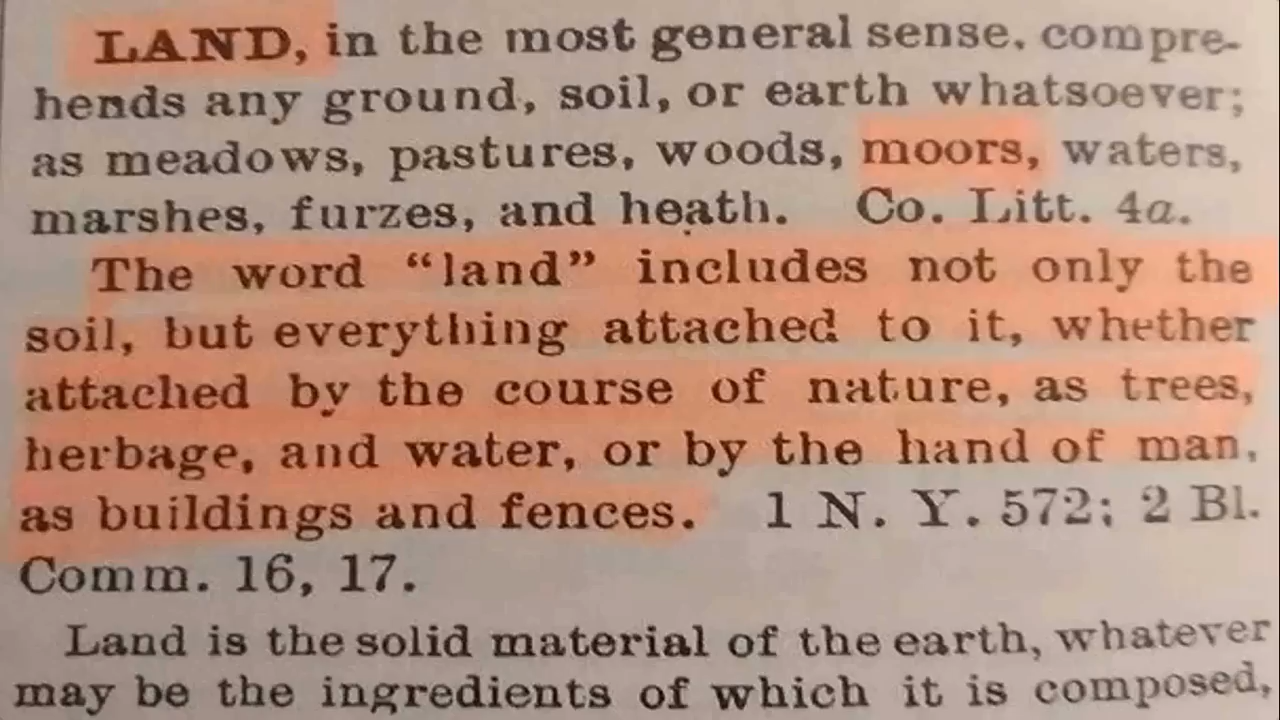 LAND, in the most general sense, compre-
hends any ground, soil, or earth whatsoever;
as meadows, pastures, woods, moors, waters,
marshes, furzes, and heath. Co. Litt. 4a.
The word “land” includes not only the
soil, but everything attached to it, whether
attached by the course of nature, as trees,
herbage, and water, or by the hand of man,
as buildings and fences. 1 N. Y. 572; 2 Bl.
Comm. 16, 17.
Land is the solid material of the earth, whatever
may be the ingredients of which it is composed,